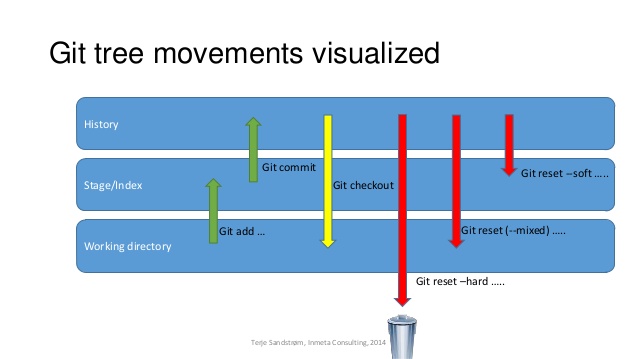 Git tree movements visualized
History
Git commit
Git reset –soft …..
Stage/Index
Git checkout
Git add …
Git reset (--mixed) …..
Working directory
Git reset –hard …..
Terje Sandstrøm, Inmeta Consulting, 2014